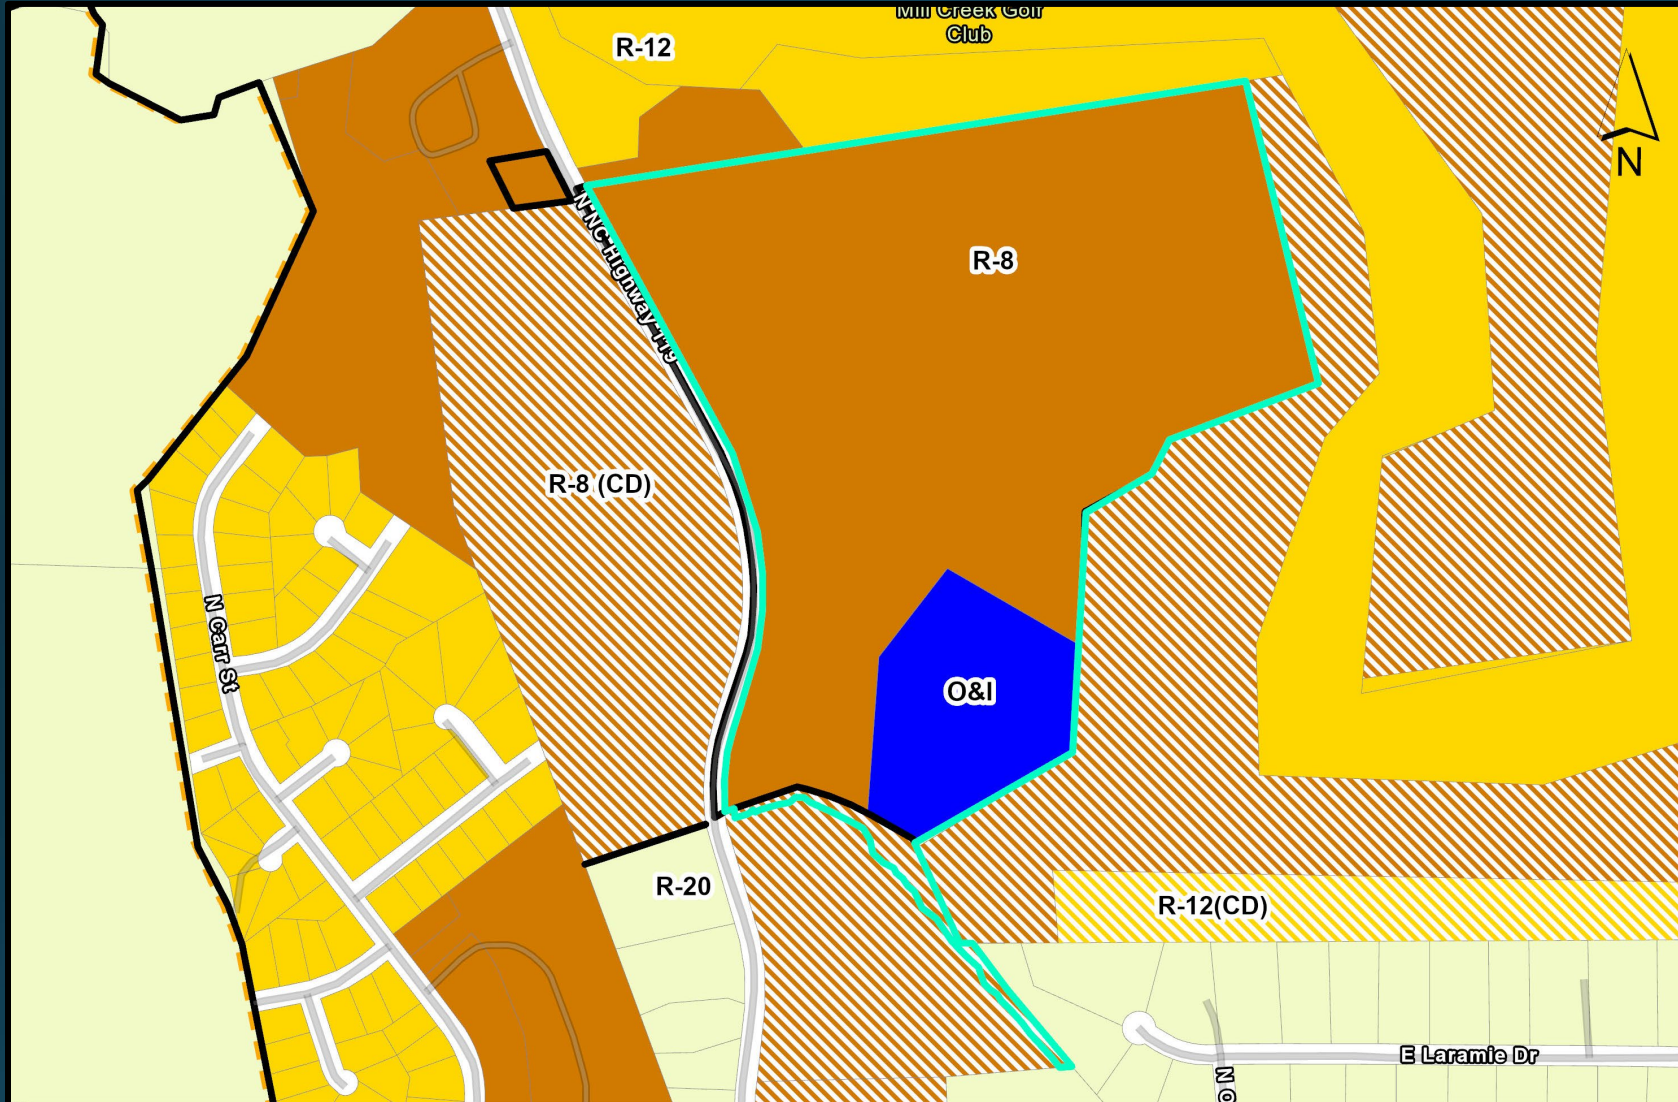 Mill Creek Golf
Club
R-12
N
R-8
N NC Highway 119
R-8 (CD)
N Carr St
O&I
R-20
R-12(CD)
E Laramie Dr
N